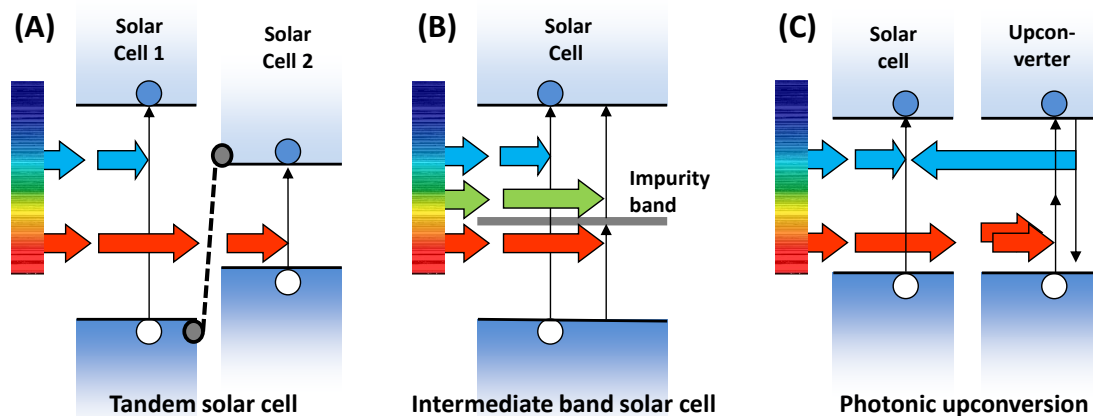 (A)
Solar
Cell 1
Solar
Cell 2
Tandem solar cell
(B)
Solar
Cell
Impurity
band
Intermediate band solar cell
(C)
Solar
cell
Upcon-
verter
Photonic upconversion